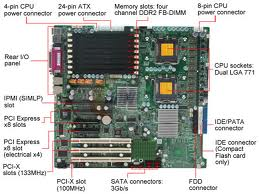 4-pin CPU
power connector
24-pin ATX
power connector
Memory slots: four
channel DDR2 FB-DIMM
8-pin CPU
power connector
Rear I/O
panel
CPU sockets:
Dual LGA 771
IPMI (SIMLP)
slot
PCI Express
x8 slots
PCI Express
x8 slot
(electrical x4)
PCI-X
slots (133MHz)
PCI-X slot
(100MHz)
SATA connectors:
3Gb/s
FDD
connector
IDE/PATA
connector
IDE connector
(Compact
Flash card
only)